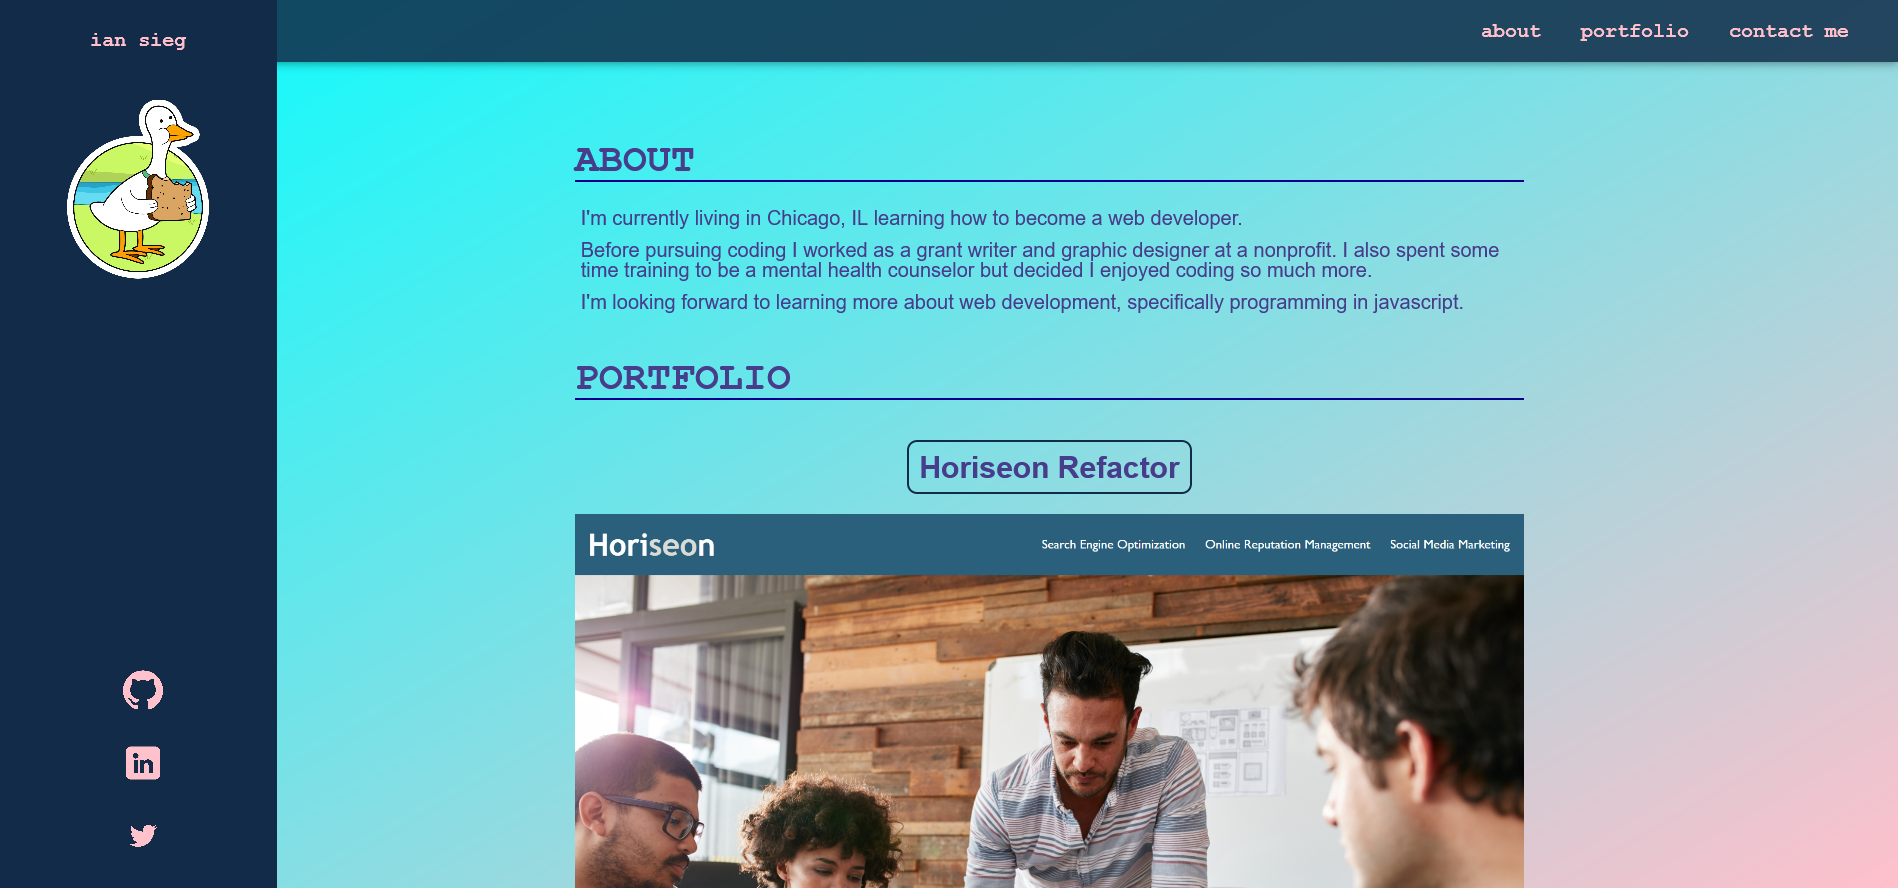 ian sieg
about portfolio contact me
ABOUT
I'm currently living in Chicago, IL learning how to become a web developer.
Before pursuing coding I worked as a grant writer and graphic designer at a nonprofit. I also spent some
time training to be a mental health counselor but decided I enjoyed coding so much more.
I'm looking forward to learning more about web development, specifically programming in javascript.
PORTFOLIO
Horiseon Refactor
Horiseon Search Engine Optimization Online Reputation Management Social Media Marketing
in